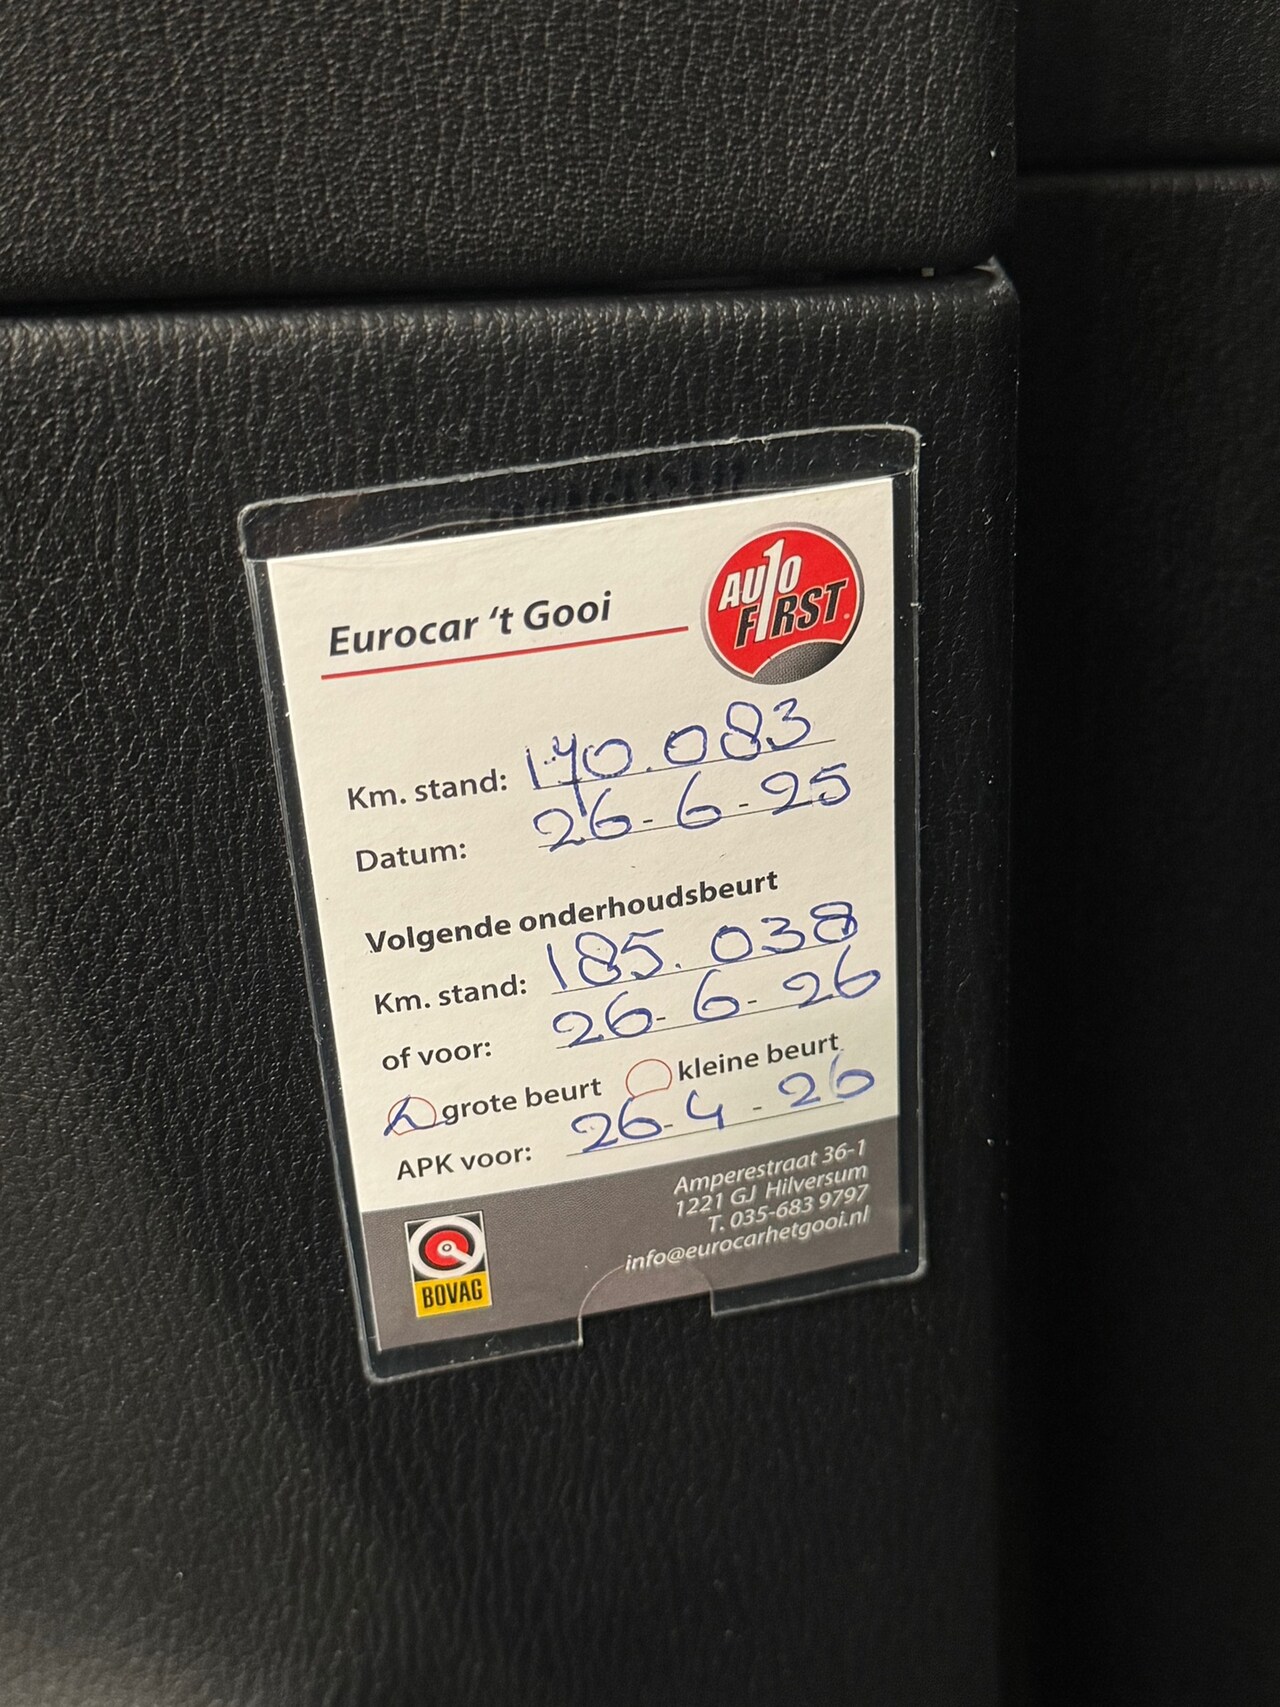 Eurocar ‘t Gooi
AUTO
FIRST
Km. stand: 170.083
Datum: 26-6-25
Volgende onderhoudsbeurt
Km. stand: 185.038
of voor: 26-6-26
grote beurt kleine beurt
APK voor: 26-4-26
Amperestraat 36-1
1221 GJ Hilversum
T. 035-683 9797
info@eurocarhetgooi.nl
BOVAG